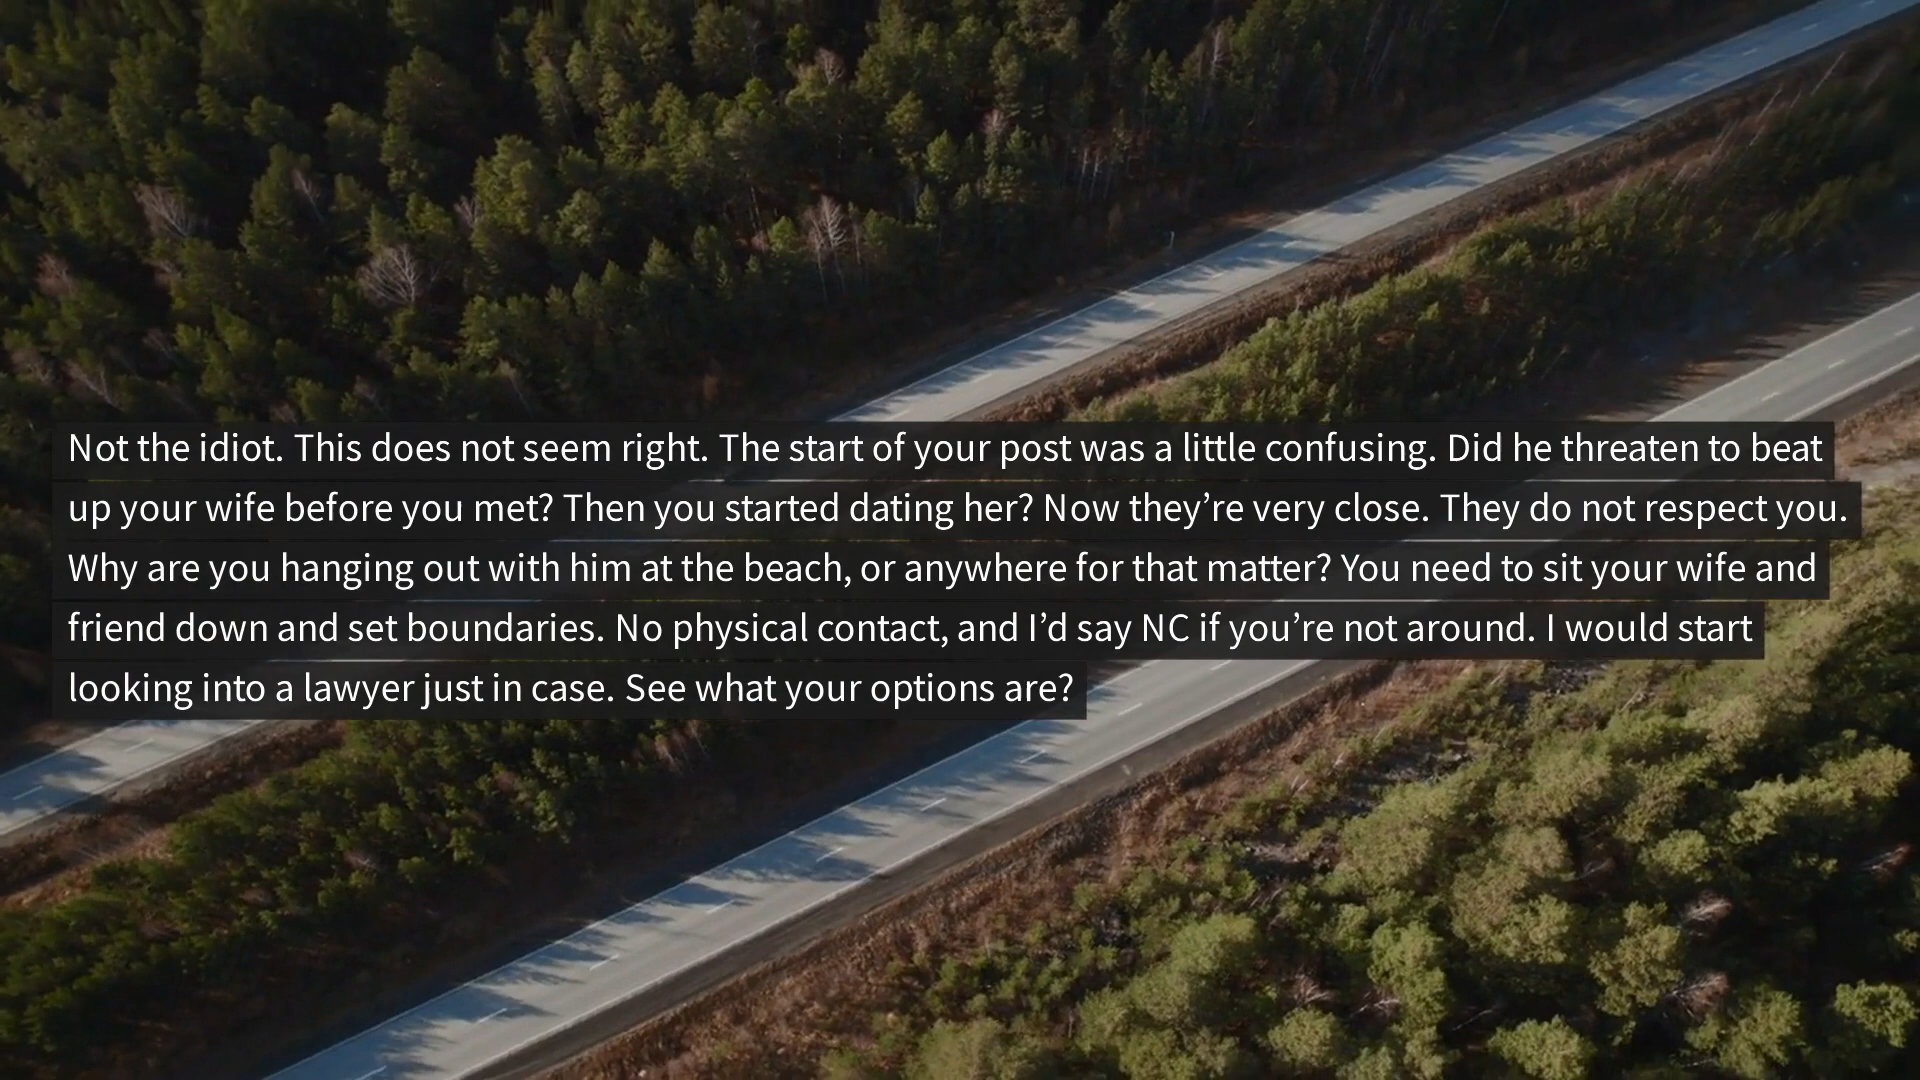 Not the idiot. This does not seem right. The start of your post was a little confusing. Did he threaten to beat
up your wife before you met? Then you started dating her? Now they’re very close. They do not respect you.
Why are you hanging out with him at the beach, or anywhere for that matter? You need to sit your wife and
friend down and set boundaries. No physical contact, and I’d say NC if you’re not around. I would start
looking into a lawyer just in case. See what your options are?